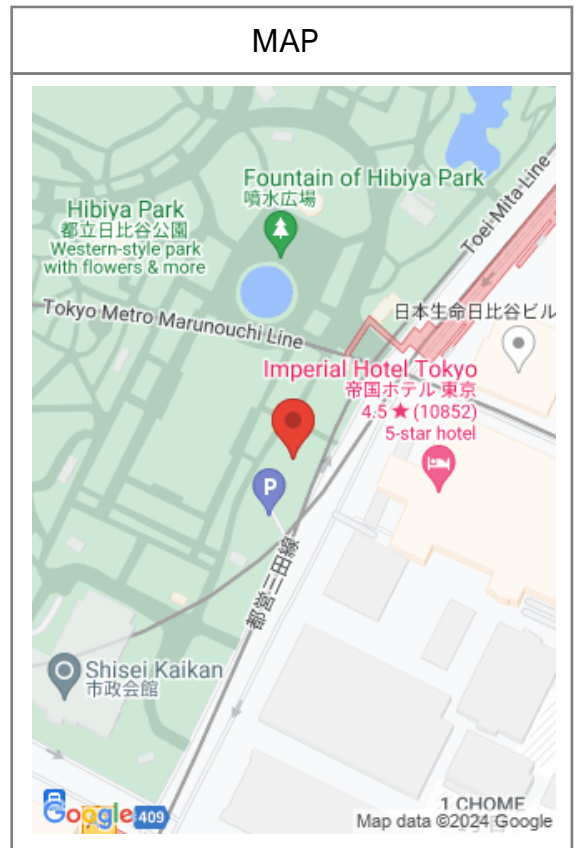 MAP
Fountain of Hibiya Park
噴水広場
Hibiya Park
都立日比谷公園
Western-style park
with flowers & more
Toei Mita Line
Tokyo Metro Marunouchi Line
日本生命日比谷ビル
Imperial Hotel Tokyo
帝国ホテル 東京
4.5 ★ (10852)
5-star hotel
P
都営三田線
Shisei Kaikan
市政会館
1 CHOME
Google
409
Map data ©2024 Google